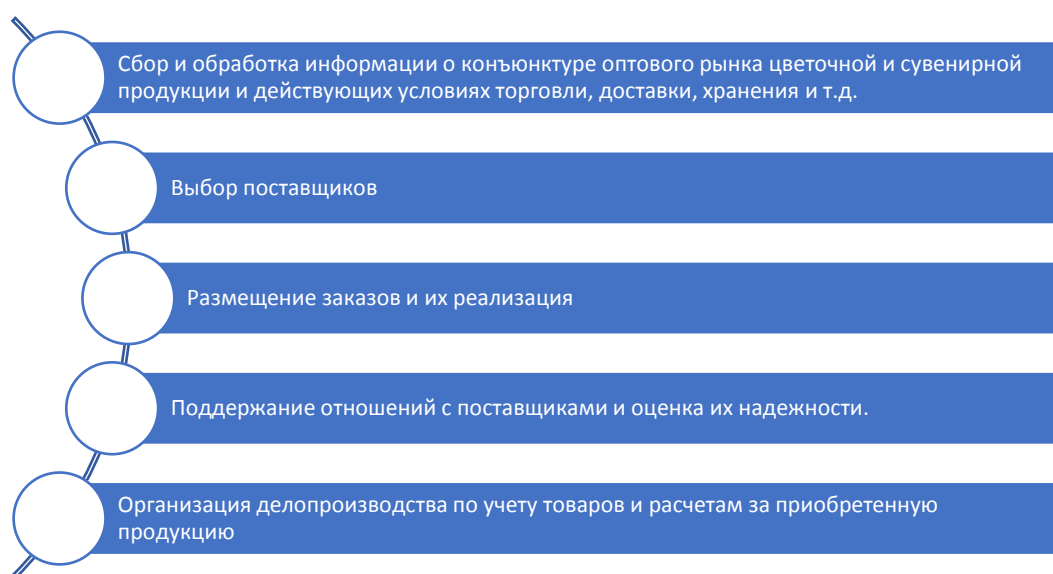 Сбор и обработка информации о конъюнктуре оптового рынка цветочной и сувенирной
продукции и действующих условиях торговли, доставки, хранения и т.д.
Выбор поставщиков
Размещение заказов и их реализация
Поддержание отношений с поставщиками и оценка их надежности.
Организация делопроизводства по учету товаров и расчетам за приобретенную
продукцию